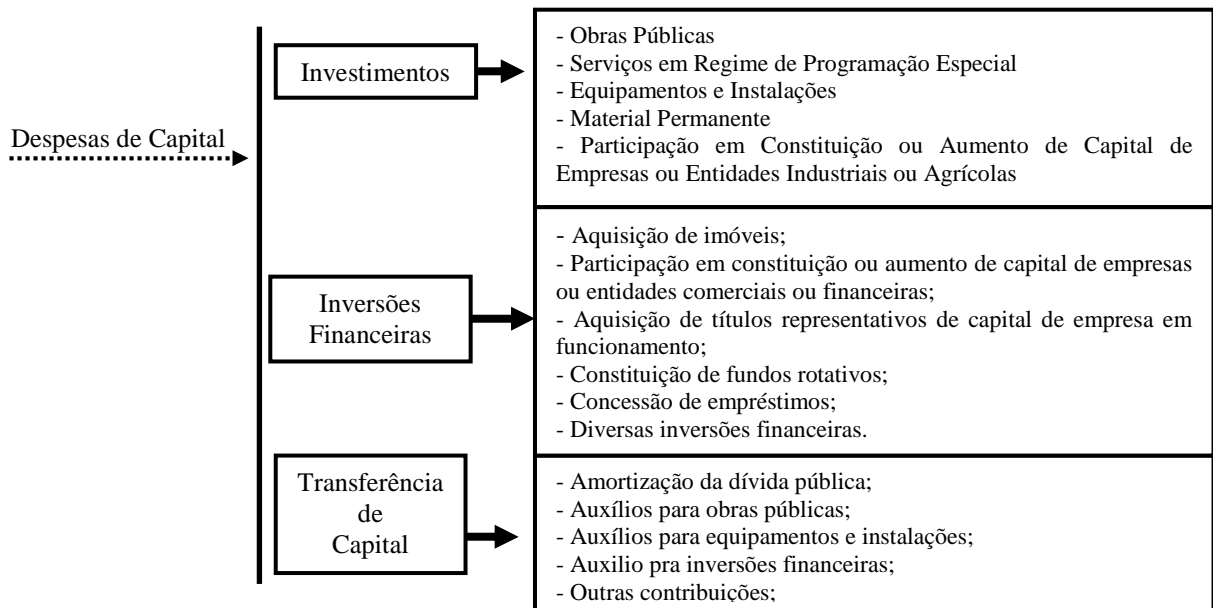 Despesas de Capital
Investimentos
- Obras Públicas
- Serviços em Regime de Programação Especial
- Equipamentos e Instalações
- Material Permanente
- Participação em Constituição ou Aumento de Capital de
Empresas ou Entidades Industriais ou Agrícolas
Inversões
Financeiras
- Aquisição de imóveis;
- Participação em constituição ou aumento de capital de empresas
ou entidades comerciais ou financeiras;
- Aquisição de títulos representativos de capital de empresa em
funcionamento;
- Constituição de fundos rotativos;
- Concessão de empréstimos;
- Diversas inversões financeiras.
Transferência
de
Capital
- Amortização da dívida pública;
- Auxílios para obras públicas;
- Auxílios para equipamentos e instalações;
- Auxilio pra inversões financeiras;
- Outras contribuições;